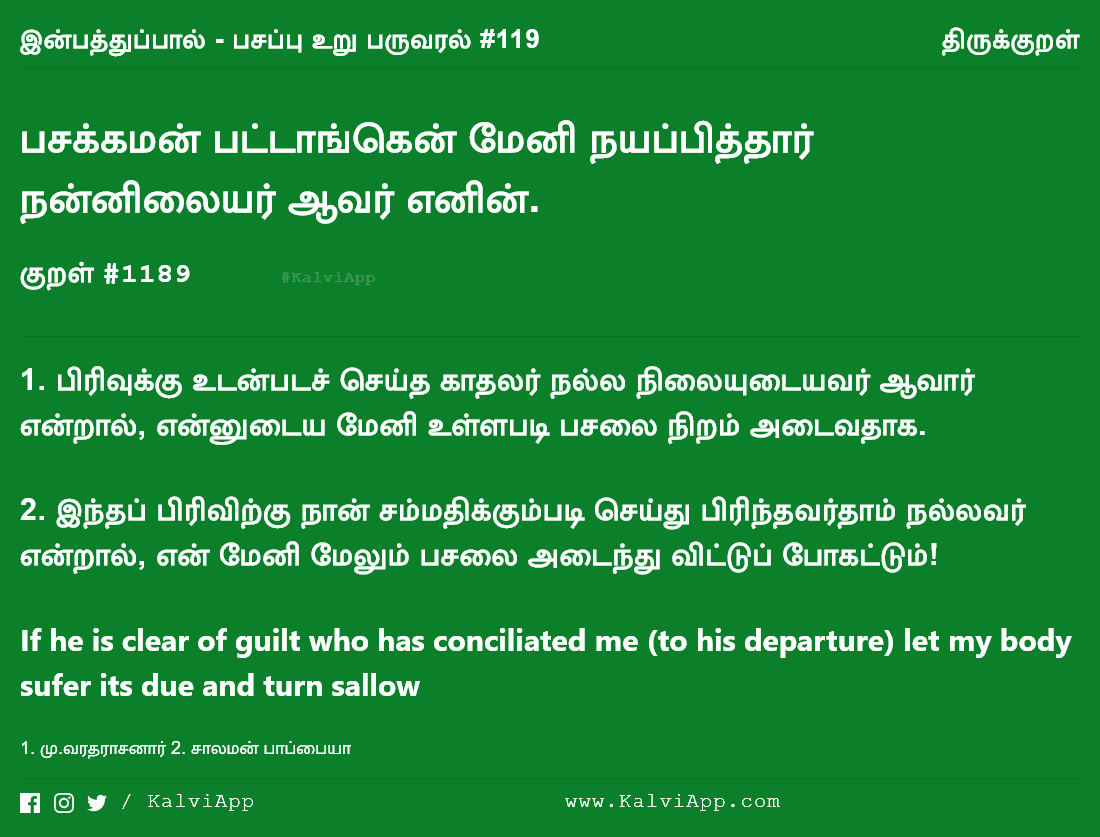 இன்பத்துப்பால் - பசப்பு உறு பருவரல் #119 திருக்குறள்
பசக்கமன் பட்டாங்கென் மேனி நயப்பித்தார்
நன்னிலையர் ஆவர் எனின்.
குறள் #1189 #KalviApp
1. பிரிவுக்கு உடன்படச் செய்த காதலர் நல்ல நிலையுடையவர் ஆவார்
என்றால், என்னுடைய மேனி உள்ளபடி பசலை நிறம் அடைவதாக.
2. இந்தப் பிரிவிற்கு நான் சம்மதிக்கும்படி செய்து பிரிந்தவர்தாம் நல்லவர்
என்றால், என் மேனி மேலும் பசலை அடைந்து விட்டுப் போகட்டும்!
If he is clear of guilt who has conciliated me (to his departure) let my body
sufer its due and turn sallow
1. மு.வரதராசனார் 2. சாலமன் பாப்பையா
/ KalviApp www.KalviApp.com